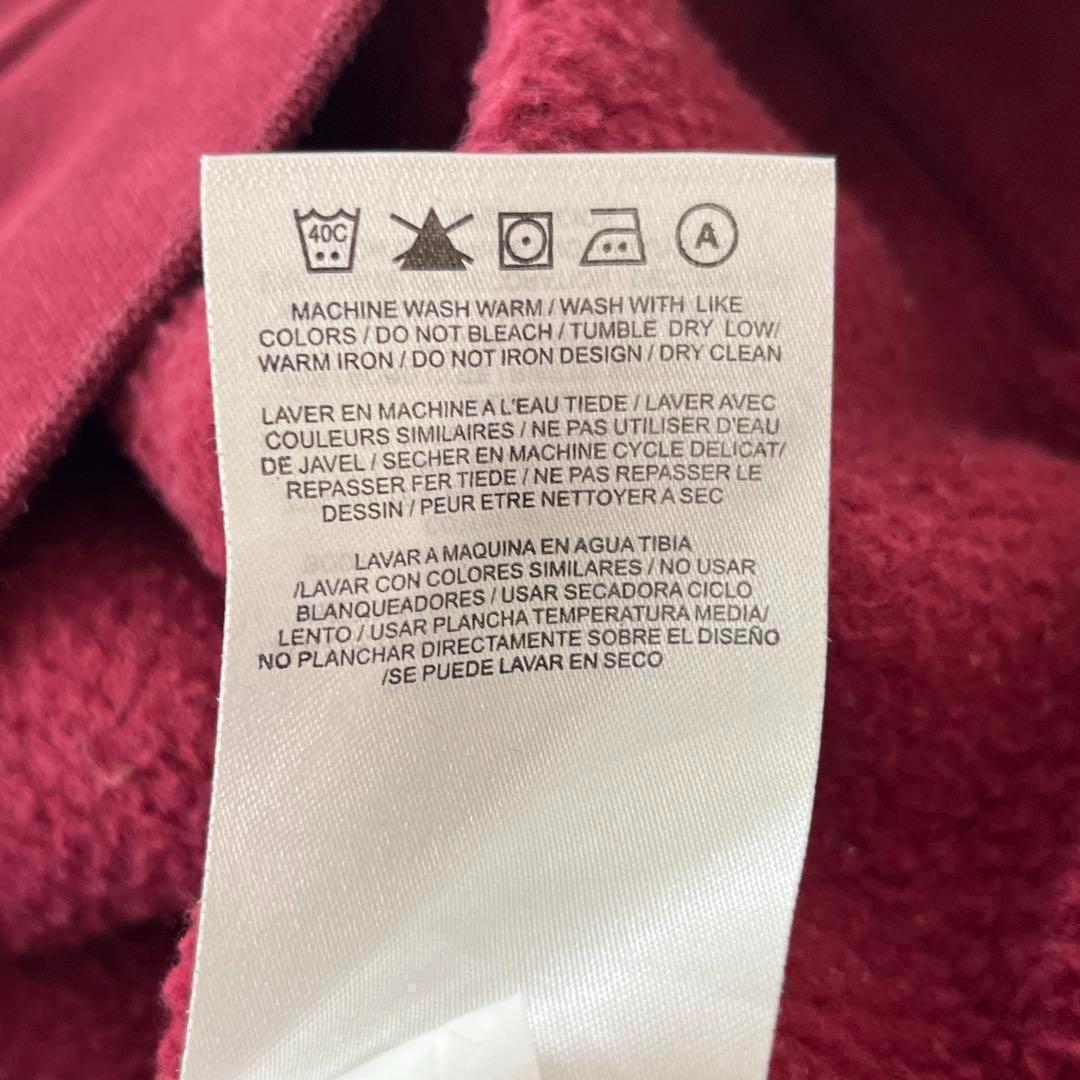 40C
A
MACHINE WASH WARM / WASH WITH LIKE
COLORS / DO NOT BLEACH / TUMBLE DRY LOW/
WARM IRON / DO NOT IRON DESIGN / DRY CLEAN
LAVER EN MACHINE A L'EAU TIEDE / LAVER AVEC
COULEURS SIMILAIRES / NE PAS UTILISER D'EAU
DE JAVEL / SECHER EN MACHINE CYCLE DELICAT/
REPASSER FER TIEDE / NE PAS REPASSER LE
DESSIN / PEUR ETRE NETTOYER A SEC
LAVAR A MAQUINA EN AGUA TIBIA
/LAVAR CON COLORES SIMILARES / NO USAR
BLANQUEADORES / USAR SECADORA CICLO
LENTO / USAR PLANCHA TEMPERATURA MEDIA/
NO PLANCHAR DIRECTAMENTE SOBRE EL DISEÑO
/SE PUEDE LAVAR EN SECO